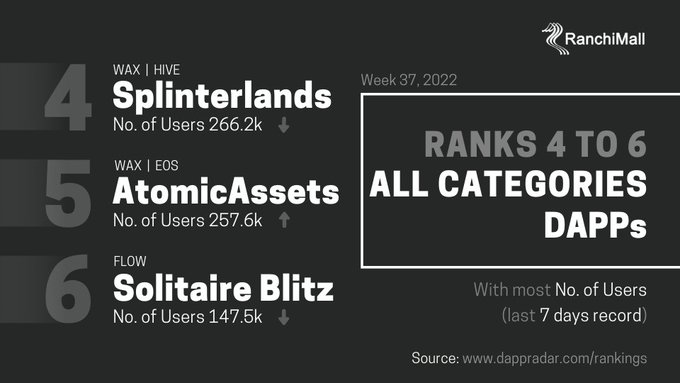 RanchiMall
4
WAX | HIVE
Splinterlands
No. of Users 266.2k
5
WAX | EOS
AtomicAssets
No. of Users 257.6k
6
FLOW
Solitaire Blitz
No. of Users 147.5k
Week 37, 2022
RANKS 4 TO 6
ALL CATEGORIES
DAPPs
With most No. of Users
(last 7 days record)
Source: www.dappradar.com/rankings